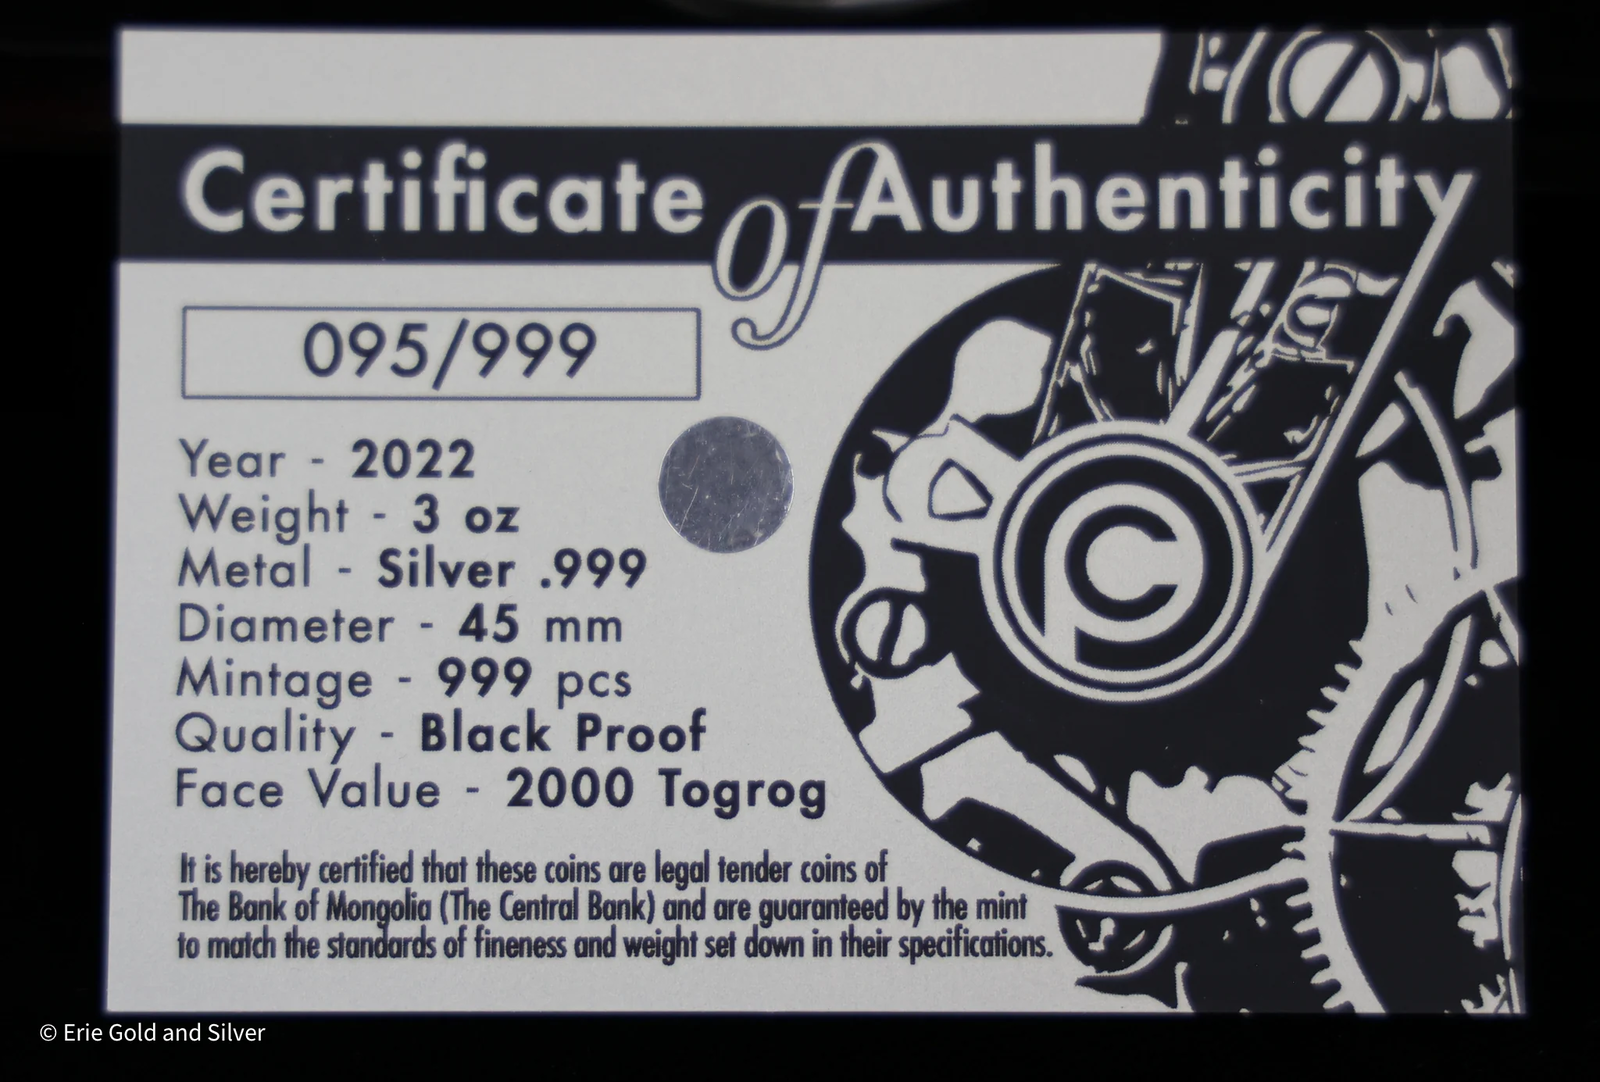 Certificate of Authenticity
095/999
Year - 2022
Weight - 3 oz
Metal - Silver .999
Diameter - 45 mm
Mintage - 999 pcs
Quality - Black Proof
Face Value - 2000 Togrog
It is hereby certified that these coins are legal tender coins of
The Bank of Mongolia (The Central Bank) and are guaranteed by the mint
to match the standards of fineness and weight set down in their specifications.
© Erie Gold and Silver